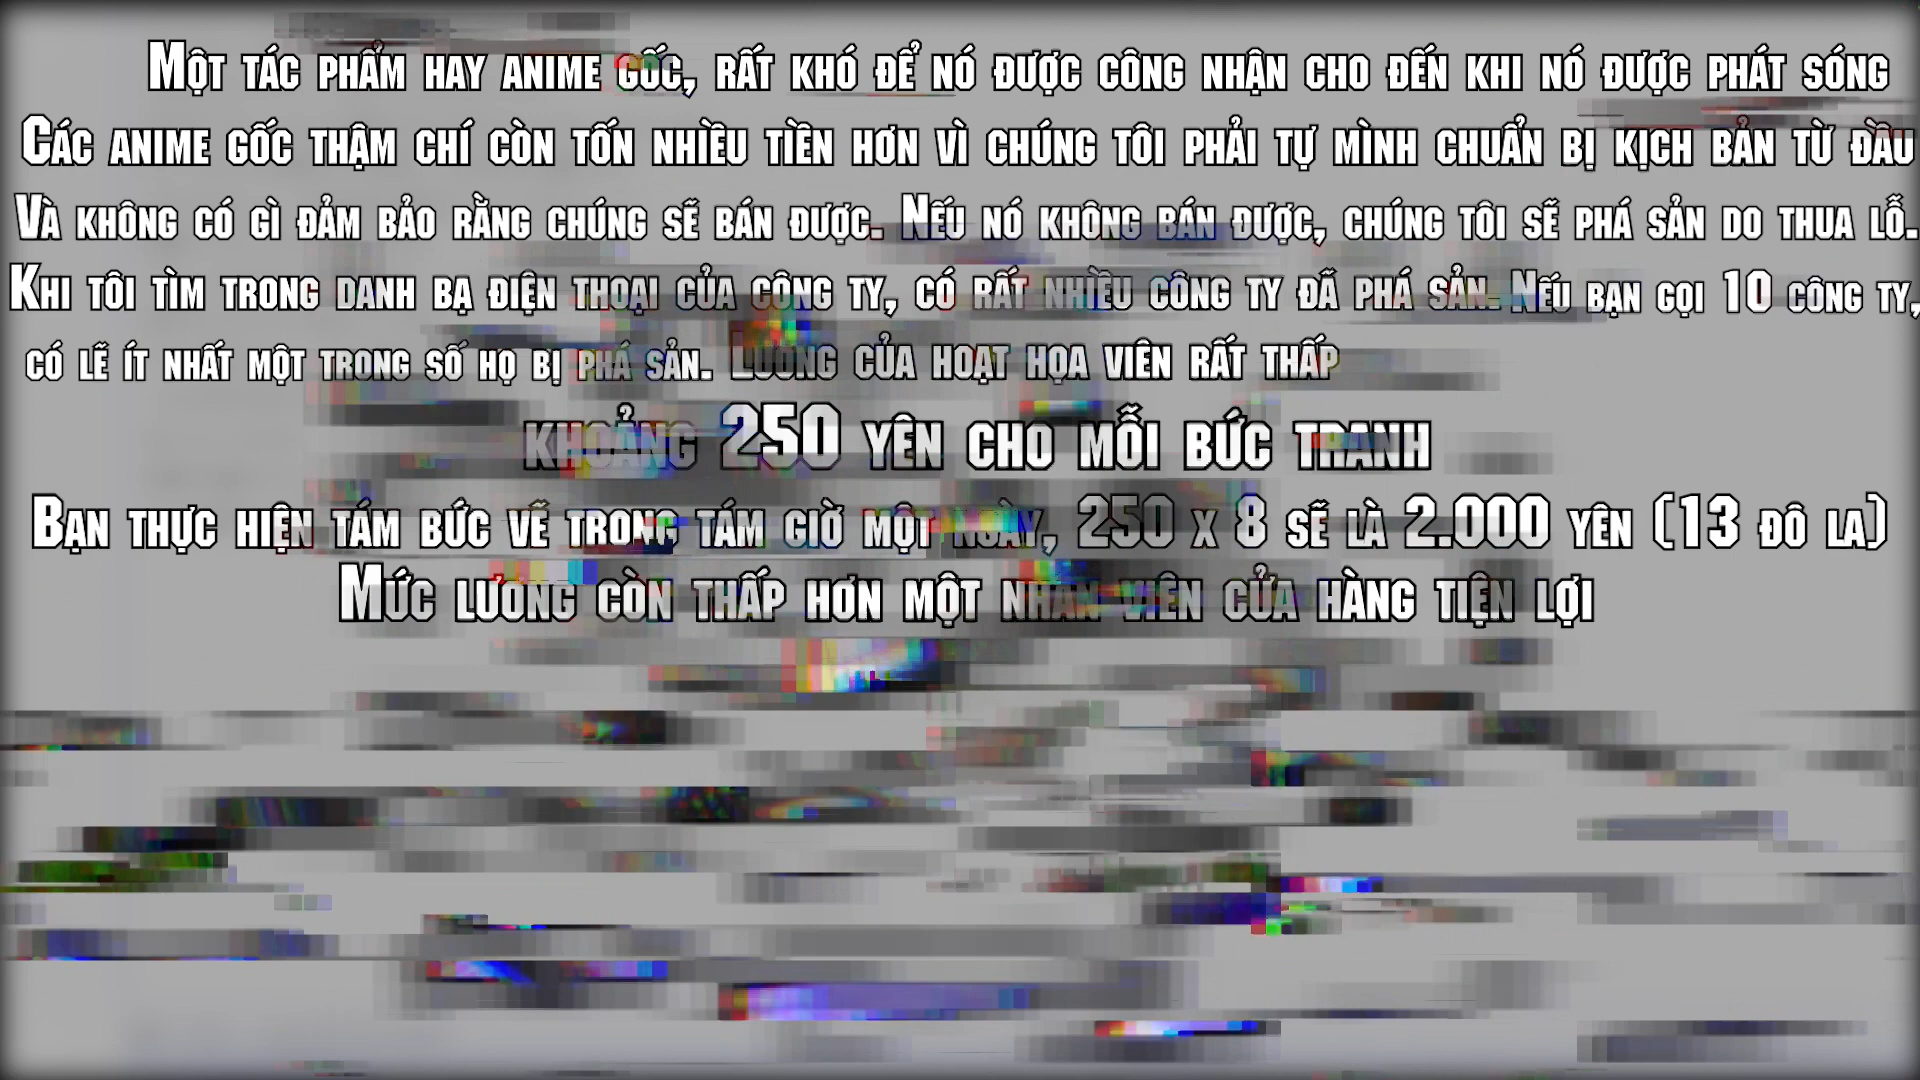 Một tác phẩm hay anime gốc, rất khó để nó được công nhận cho đến khi nó được phát sóng
Các anime gốc thậm chí còn tốn nhiều tiền hơn vì chúng tôi phải tự mình chuẩn bị kịch bản từ đầu
Và không có gì đảm bảo rằng chúng sẽ bán được. Nếu nó không bán được, chúng tôi sẽ phá sản do thua lỗ.
Khi tôi tìm trong danh bạ điện thoại của công ty, có rất nhiều công ty đã phá sản. Nếu bạn gọi 10 công ty,
có lẽ ít nhất một trong số họ bị phá sản. Lương của hoạt họa viên rất thấp
khoảng 250 yên cho mỗi bức tranh
Bạn thực hiện tám bức vẽ trong tám giờ một ngày, 250 x 8 sẽ là 2.000 yên (13 đô la)
Mức lương còn thấp hơn một nhân viên cửa hàng tiện lợi